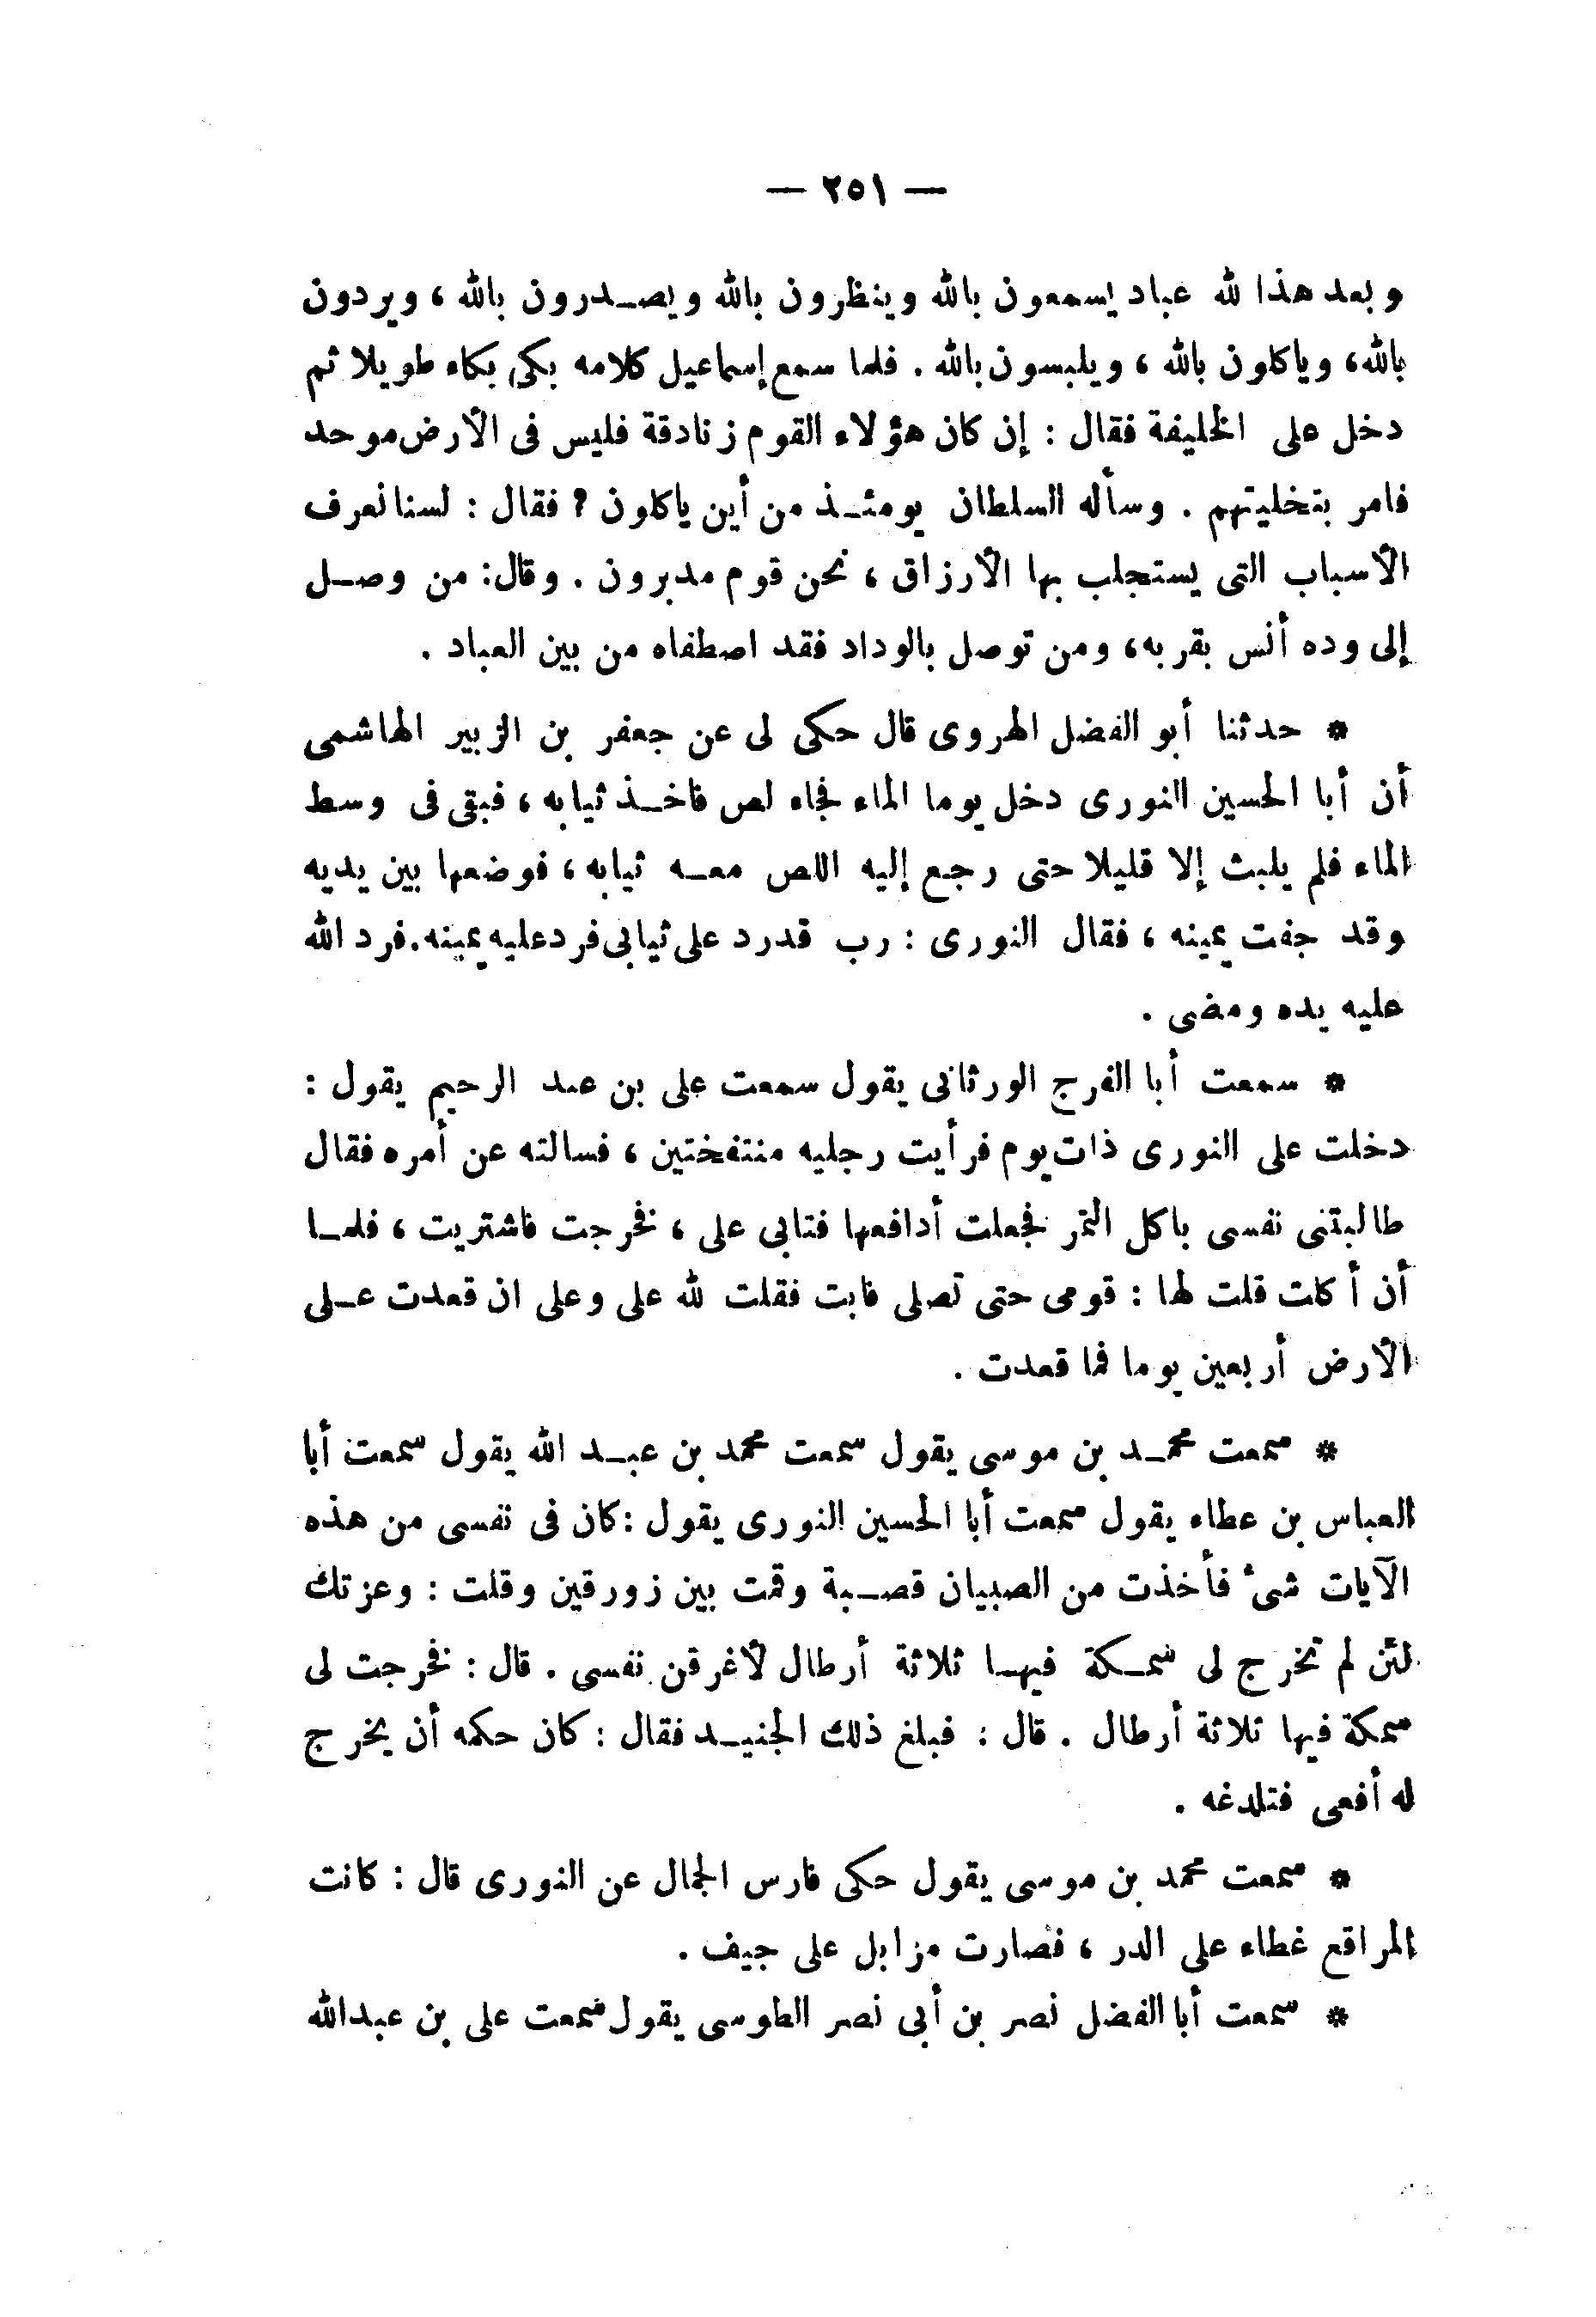 — ٢٥١ —
وبعد هذا لله عباد يسمعون بالله وينظرون بالله ويصدرون بالله ، ويردون
بالله ، وياكلون بالله ، ويلبسون بالله . فلما سمع إسماعيل كلامه بكى بكاء طويلا ثم
دخل على الخليفة فقال : إن كان هؤلاء القوم زنادقة فليس فى الأرض موحد
فامر بتخليتهم . وسأله السلطان يومئذ من أين ياكلون ؟ فقال : لسنا نعرف
الأسباب التى يستجلب بها الأرزاق ، نحن قوم مدبرون . وقال : من وصل
إلى وده أنس بقربه ، ومن توصل بالوداد فقد اصطفاه من بين العباد .
* حدثنا أبو الفضل الهروى قال حكى لى عن جعفر بن الزبير الهاشمى
أن أبا الحسين النورى دخل يوما الماء فجاء لص فاخذ ثيابه ، فبقى فى وسط
الماء فلم يلبث إلا قليلا حتى رجع إليه اللص معه ثيابه ، فوضعها بين يديه
وقد جفت يمينه ، فقال النورى : رب قد رد على ثيابى فرد عليه يمينه . فرد الله
عليه يده ومضى .
* سمعت أبا الفرج الورثانى يقول سمعت على بن عبد الرحيم يقول :
دخلت على النورى ذات يوم فرأيت رجليه منتفختين ، فسالته عن أمره فقال
طالبتنى نفسى باكل التمر فجعلت أدافعها فتابى على ، فخرجت فاشتريت ، فلما
أن أكلت قلت لها : قومى حتى تصلى فابت فقلت لله على وعلى ان قعدت على
الأرض أربعين يوما فما قعدت .
* سمعت محمد بن موسى يقول سمعت محمد بن عبد الله يقول سمعت أبا
العباس بن عطاء يقول سمعت أبا الحسين النورى يقول : كان فى نفسى من هذه
الآيات شىء فأخذت من الصبيان قصبة وقمت بين زورقين وقلت : وعزتك
لئن لم تخرج لى سمكة فيها ثلاثة أرطال لأغرقن نفسى . قال : فخرجت لى
سمكة فيها ثلاثة أرطال . قال : فبلغ ذلك الجنيد فقال : كان حكمه أن يخرج
له أفعى فتلدغه .
* سمعت محمد بن موسى يقول حكى فارس الجمال عن النورى قال : كانت
المراقع غطاء على الدر ، فصارت مزابل على جيف .
* سمعت أبا الفضل نصر بن أبى نصر الطوسى يقول سمعت على بن عبدالله